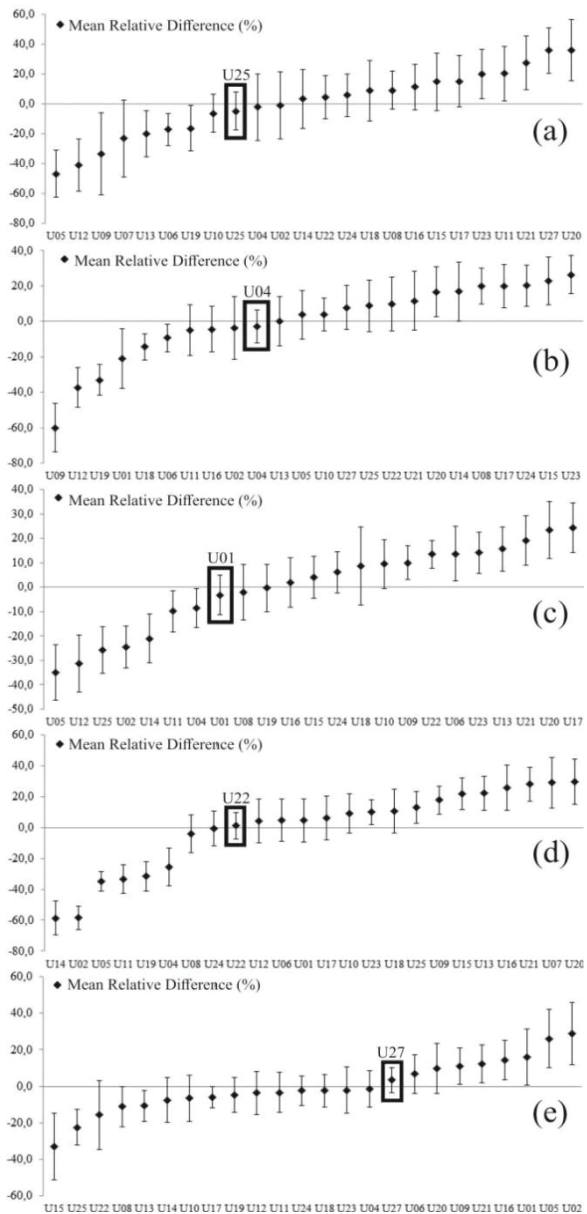 60,0
◆ Mean Relative Difference (%)
40,0
20,0
U25
0,0
-20,0
-40,0
(a)
-60,0
-80,0
U05 U12 U09 U07 U13 U06 U19 U10 U25 U04 U02 U14 U22 U24 U18 U08 U16 U15 U17 U23 U11 U21 U27 U20
40,0
◆ Mean Relative Difference (%)
20,0
U04
0,0
-20,0
-40,0
(b)
-60,0
-80,0
U09 U12 U19 U01 U18 U06 U11 U16 U02 U04 U13 U05 U10 U27 U25 U22 U21 U20 U14 U08 U17 U24 U15 U23
40,0
◆ Mean Relative Difference (%)
30,0
20,0
U01
10,0
0,0
-10,0
(c)
-20,0
-30,0
-40,0
-50,0
U05 U12 U25 U02 U14 U11 U04 U01 U08 U19 U16 U15 U24 U18 U10 U09 U22 U06 U23 U13 U21 U20 U17
60,0
◆ Mean Relative Difference (%)
40,0
20,0
U22
0,0
-20,0
(d)
-40,0
-60,0
-80,0
U14 U02 U05 U11 U19 U04 U08 U24 U22 U12 U06 U01 U17 U10 U23 U18 U25 U09 U15 U13 U16 U21 U07 U20
60,0
◆ Mean Relative Difference (%)
40,0
20,0
U27
0,0
-20,0
(e)
-40,0
-60,0
U15 U25 U22 U08 U13 U14 U10 U17 U19 U12 U11 U24 U18 U23 U04 U27 U06 U20 U09 U21 U16 U01 U05 U02